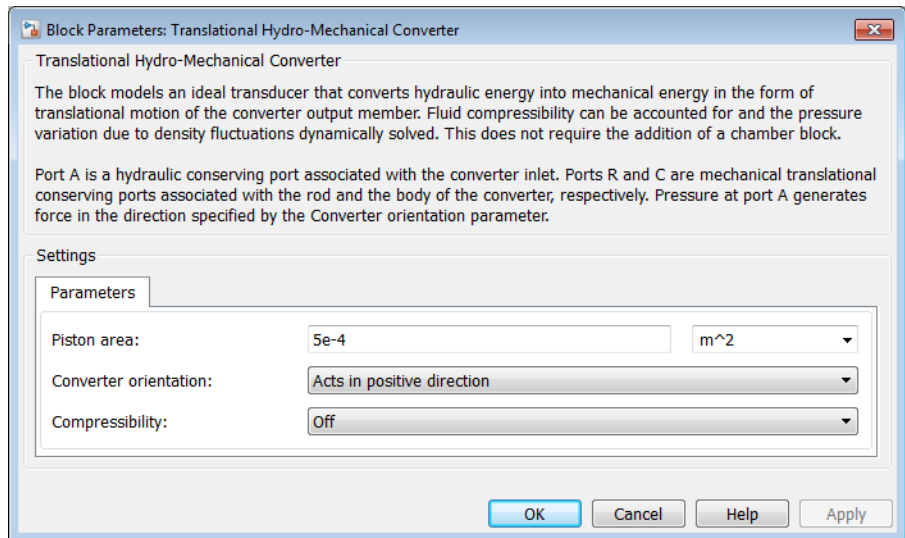 Block Parameters: Translational Hydro-Mechanical Converter
Translational Hydro-Mechanical Converter
The block models an ideal transducer that converts hydraulic energy into mechanical energy in the form of
translational motion of the converter output member. Fluid compressibility can be accounted for and the pressure
variation due to density fluctuations dynamically solved. This does not require the addition of a chamber block.
Port A is a hydraulic conserving port associated with the converter inlet. Ports R and C are mechanical translational
conserving ports associated with the rod and the body of the converter, respectively. Pressure at port A generates
force in the direction specified by the Converter orientation parameter.
Settings
Parameters
Piston area: 5e-4 m^2
Converter orientation: Acts in positive direction
Compressibility: Off
OK Cancel Help Apply